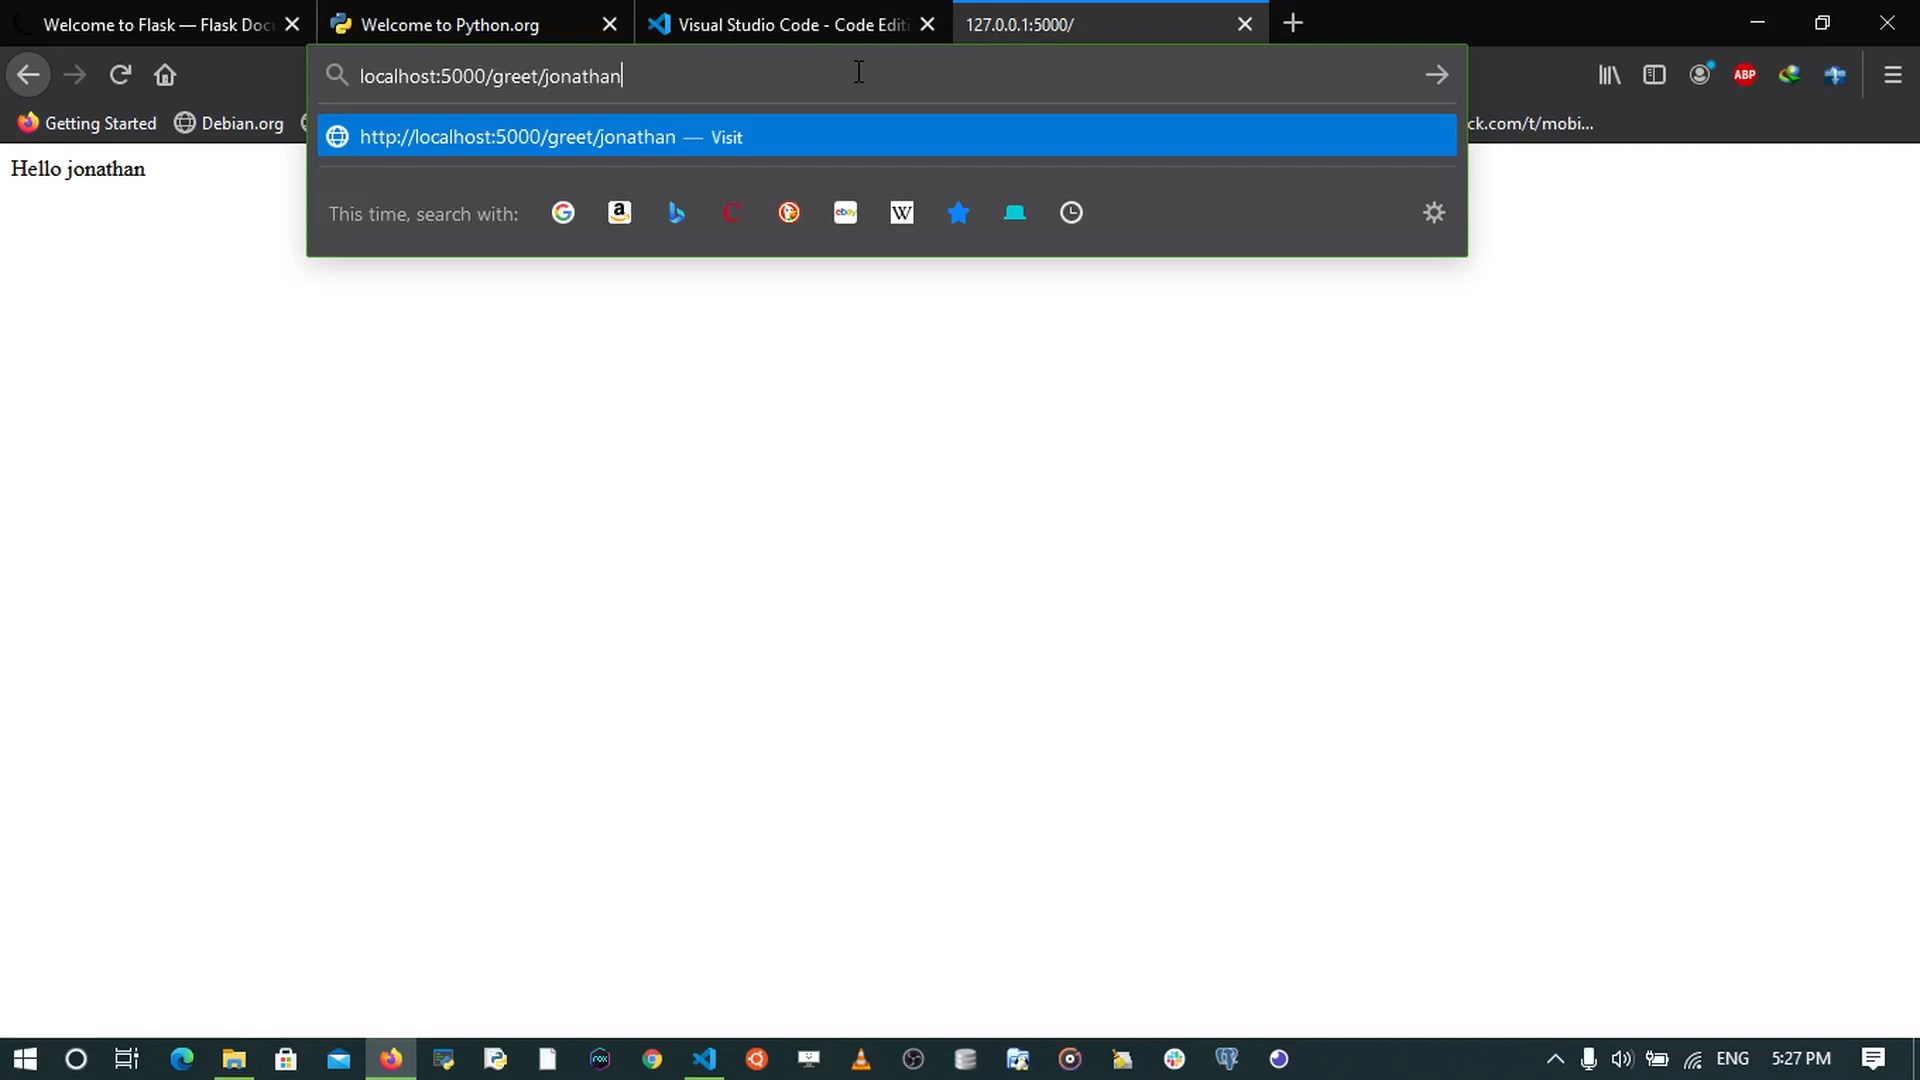 Welcome to Flask — Flask Doc
Welcome to Python.org
Visual Studio Code - Code Edit
127.0.0.1:5000/
localhost:5000/greet/jonathan
ABP
Getting Started
Debian.org
http://localhost:5000/greet/jonathan — Visit
ck.com/t/mobi...
Hello jonathan
This time, search with:
ebay
W
ENG
5:27 PM